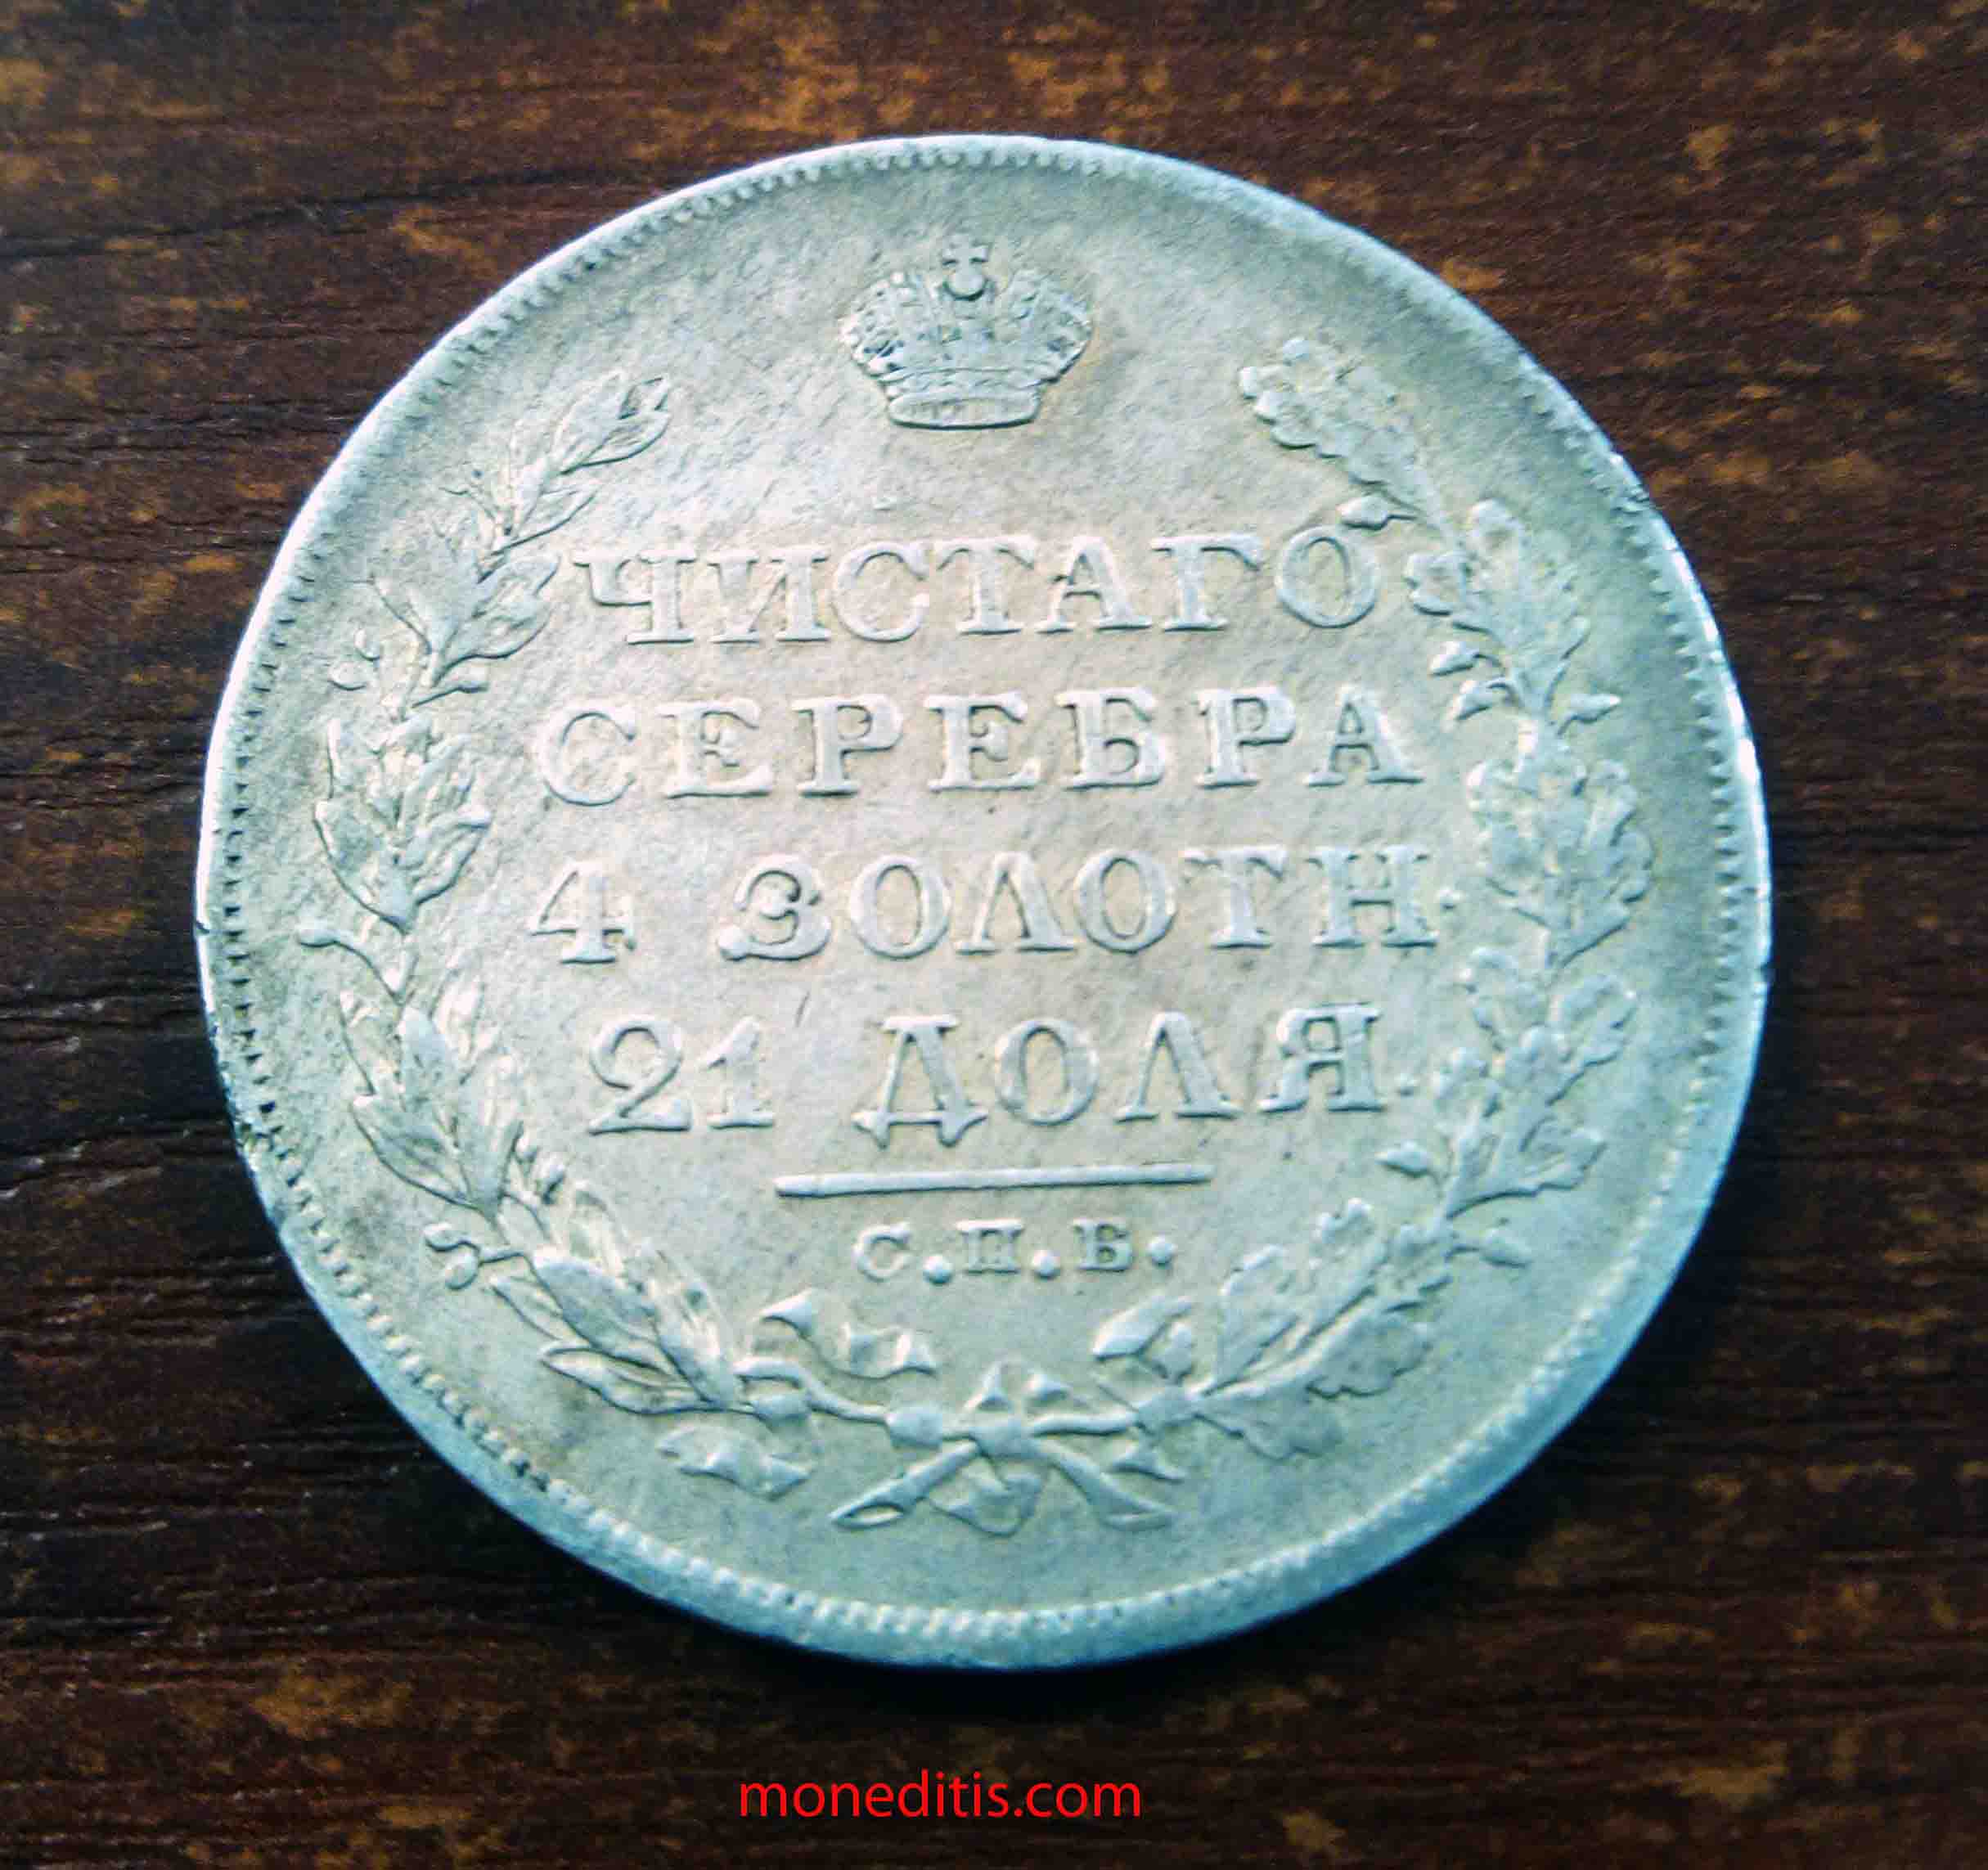 ЧИСТАГО
СЕРЕБРА
4 ЗОЛОТН.
21 ДОЛЯ.
С.П.Б.
moneditis.com